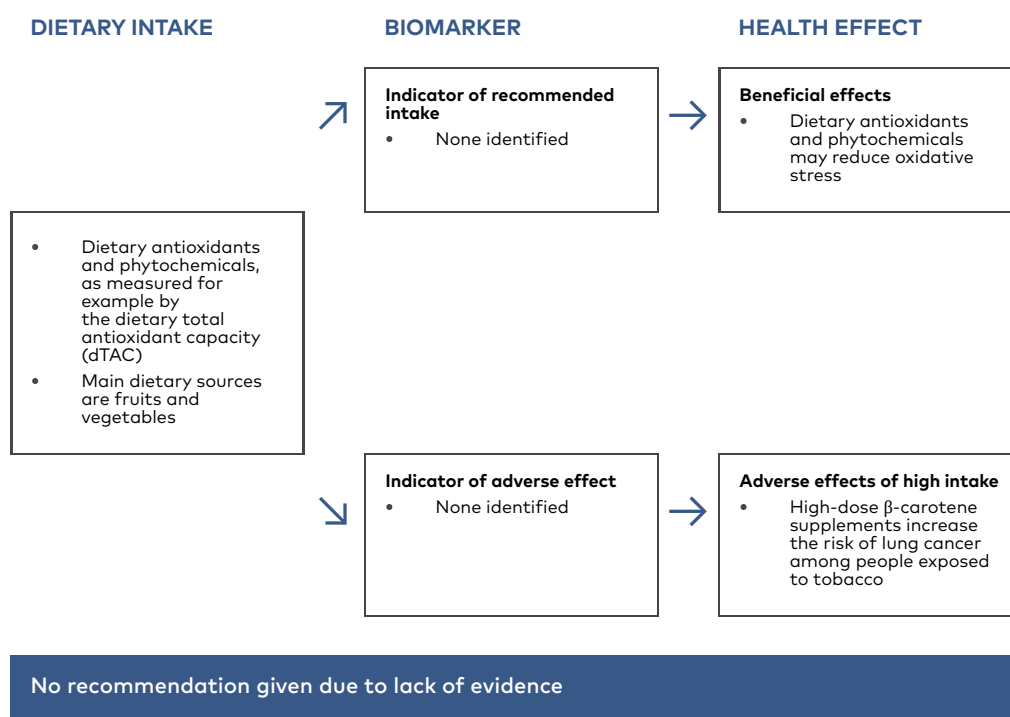 DIETARY INTAKE
BIOMARKER
HEALTH EFFECT
• Dietary antioxidants
and phytochemicals,
as measured for
example by
the dietary total
antioxidant capacity
(dTAC)
• Main dietary sources
are fruits and
vegetables
Indicator of recommended
intake
• None identified
Beneficial effects
• Dietary antioxidants
and phytochemicals
may reduce oxidative
stress
Indicator of adverse effect
• None identified
Adverse effects of high intake
• High-dose β-carotene
supplements increase
the risk of lung cancer
among people exposed
to tobacco
No recommendation given due to lack of evidence